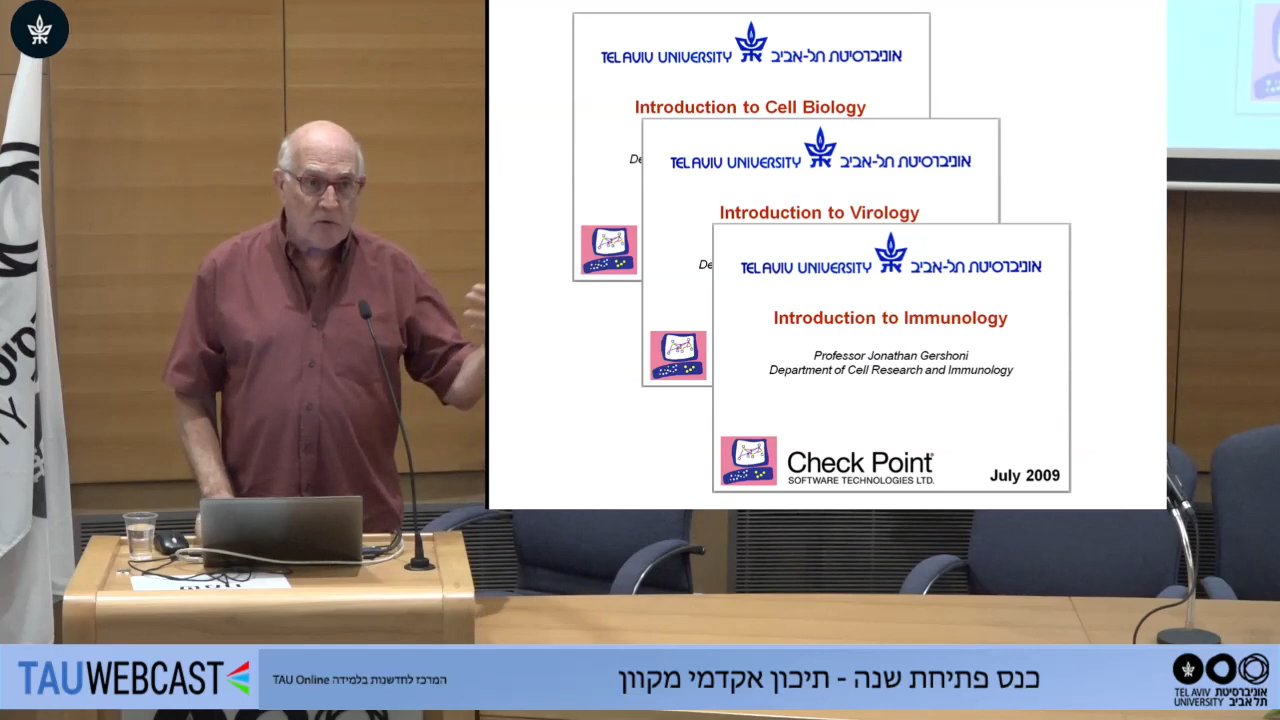 TEL AVIV UNIVERSITY אוניברסיטת תל-אביב
Introduction to Cell Biology
De
TEL AVIV UNIVERSITY אוניברסיטת תל-אביב
Introduction to Virology
De
TEL AVIV UNIVERSITY אוניברסיטת תל-אביב
Introduction to Immunology
Professor Jonathan Gershoni
Department of Cell Research and Immunology
Check Point
SOFTWARE TECHNOLOGIES LTD.
July 2009
TAUWEBCAST
המרכז לחדשנות בלמידה TAU Online
כנס פתיחת שנה - תיכון אקדמי מקוון
TEL AVIV UNIVERSITY
אוניברסיטת תל אביב